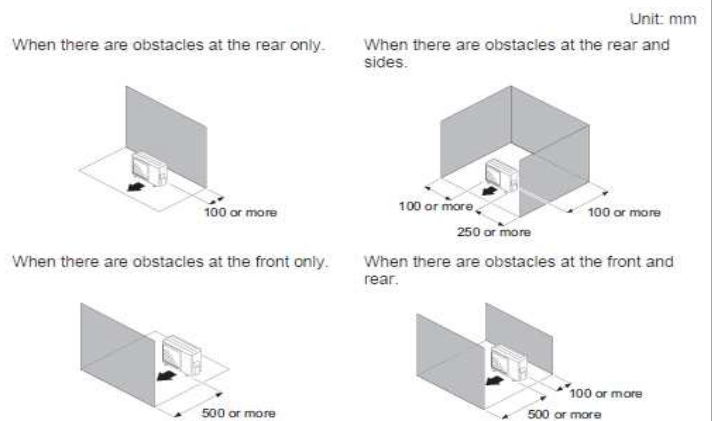 Unit: mm
When there are obstacles at the rear only.
100 or more
When there are obstacles at the rear and
sides.
100 or more
250 or more
100 or more
When there are obstacles at the front only.
500 or more
When there are obstacles at the front and
rear.
100 or more
500 or more